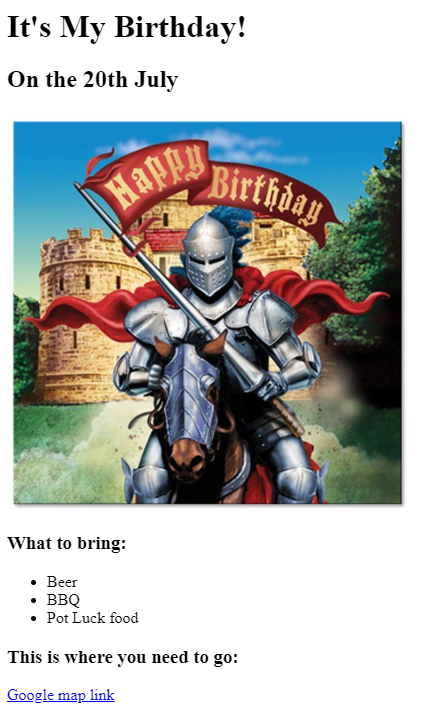 It's My Birthday!
On the 20th July
Happy Birthday
What to bring:
Beer
BBQ
Pot Luck food
This is where you need to go:
Google map link